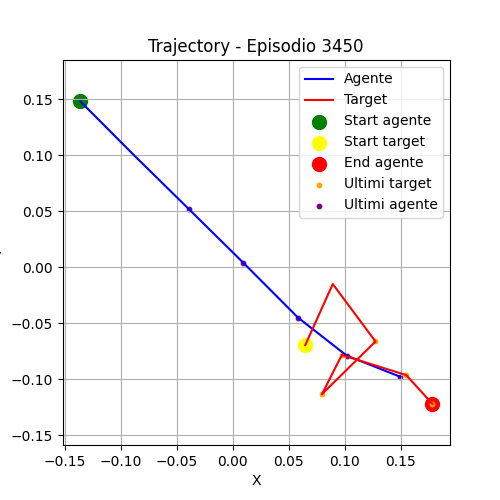 Trajectory - Episodio 3450
Agente
Target
Start agente
Start target
End agente
Ultimi target
Ultimi agente
0.15
0.10
0.05
0.00
−0.05
−0.10
−0.15
−0.15
−0.10
−0.05
0.00
0.05
0.10
0.15
X